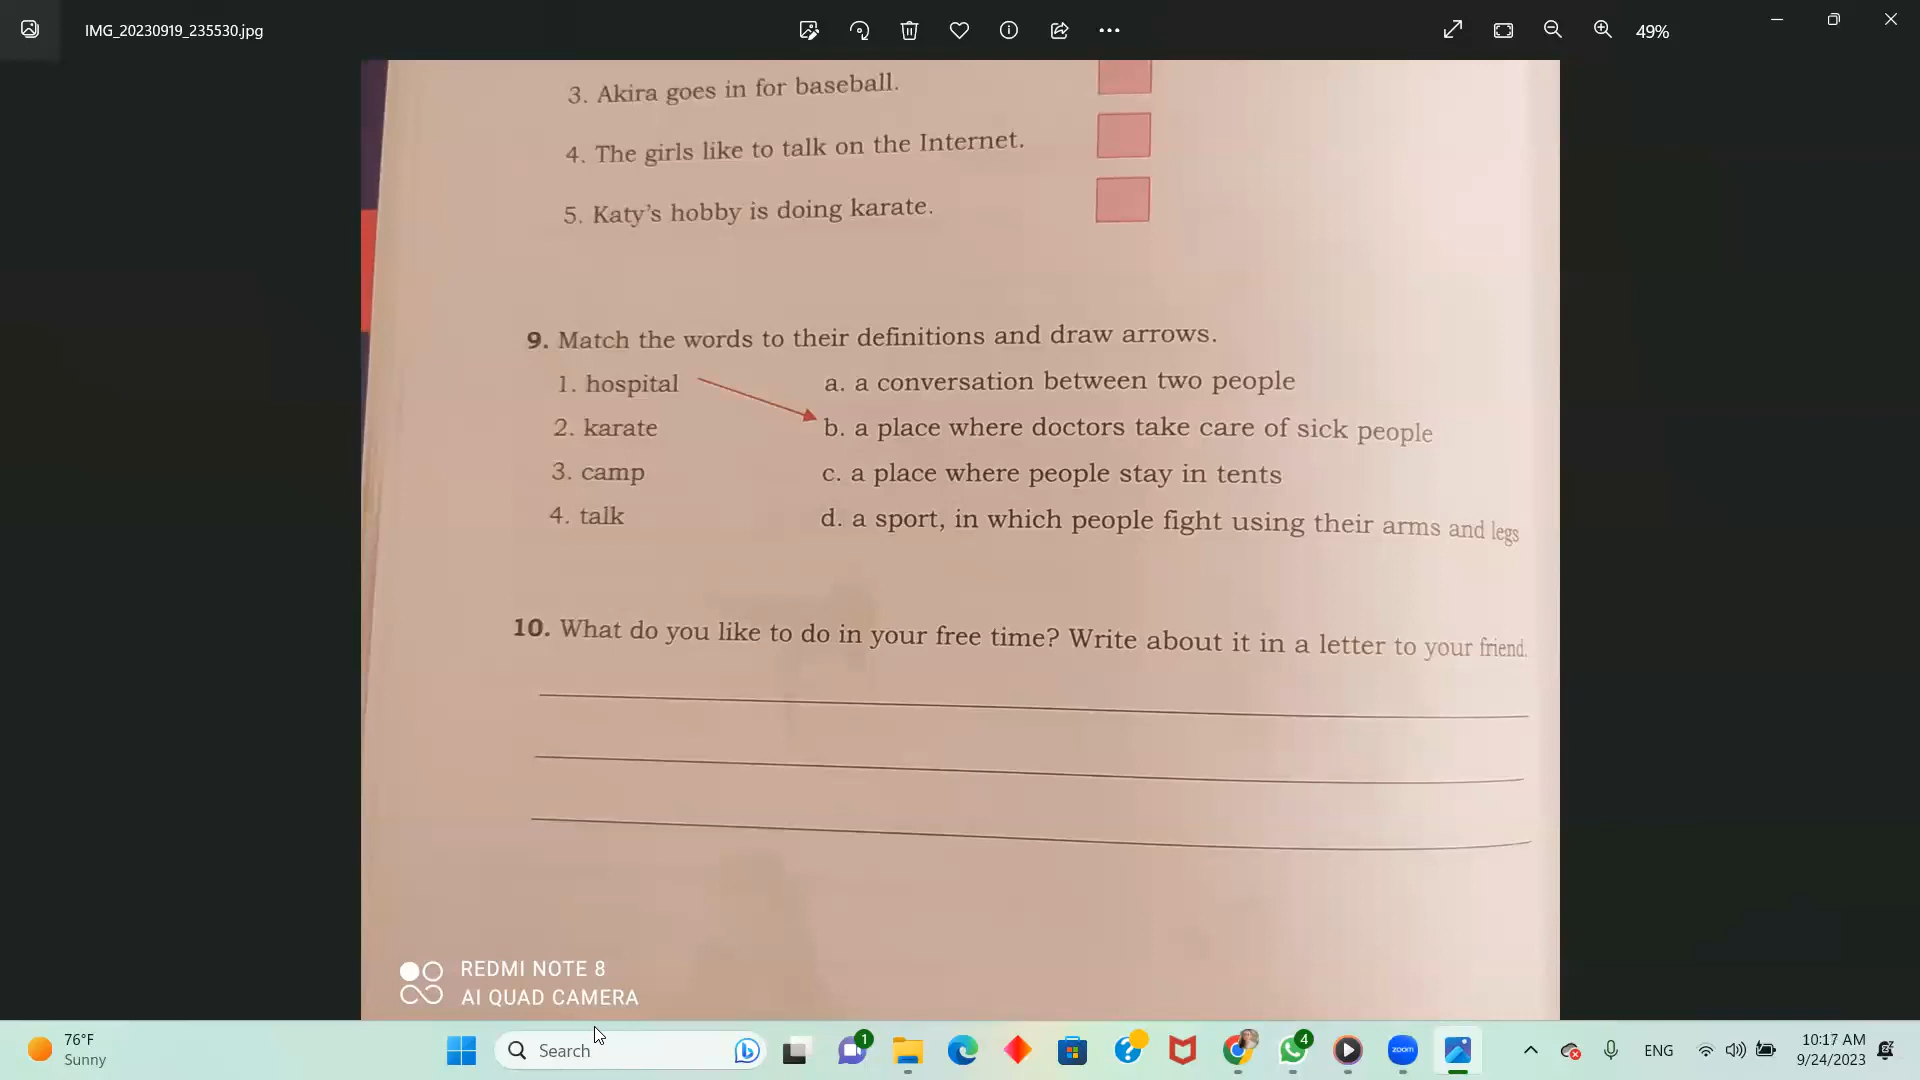 IMG_20230919_235530.jpg
49%
3. Akira goes in for baseball.
4. The girls like to talk on the Internet.
5. Katy's hobby is doing karate.
9. Match the words to their definitions and draw arrows.
1. hospital a. a conversation between two people
2. karate b. a place where doctors take care of sick people
3. camp c. a place where people stay in tents
4. talk d. a sport, in which people fight using their arms and legs
10. What do you like to do in your free time? Write about it in a letter to your friend.
REDMI NOTE 8
AI QUAD CAMERA
76°F
Sunny
Search
1
4
zoom
ENG
10:17 AM
9/24/2023